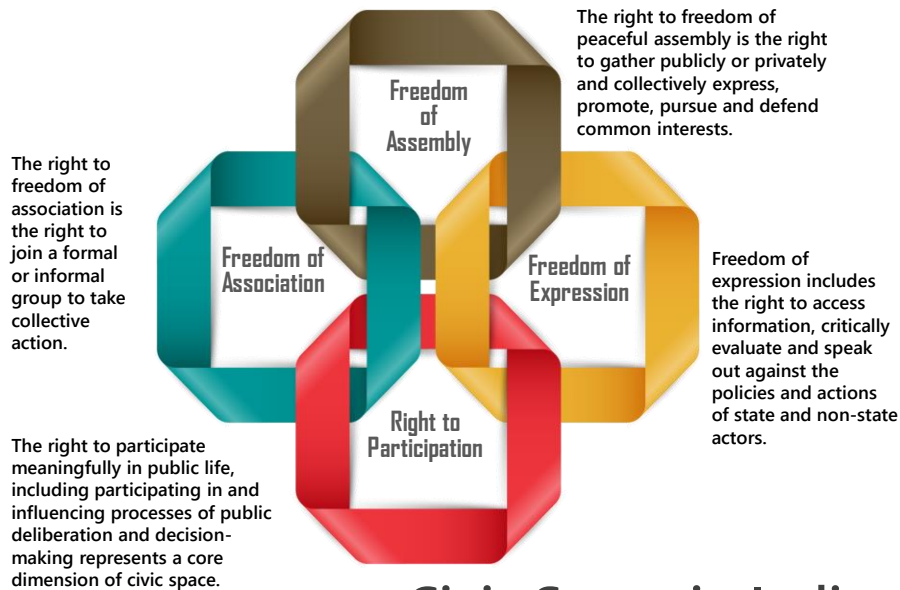 The right to freedom of
peaceful assembly is the right
to gather publicly or privately
and collectively express,
promote, pursue and defend
common interests.
Freedom
of
Assembly
The right to
freedom of
association is
the right to
join a formal
or informal
group to take
collective
action.
Freedom of
Association
Freedom of
Expression
Freedom of
expression includes
the right to access
information, critically
evaluate and speak
out against the
policies and actions
of state and non-state
actors.
Right to
Participation
The right to participate
meaningfully in public life,
including participating in and
influencing processes of public
deliberation and decision-
making represents a core
dimension of civic space.